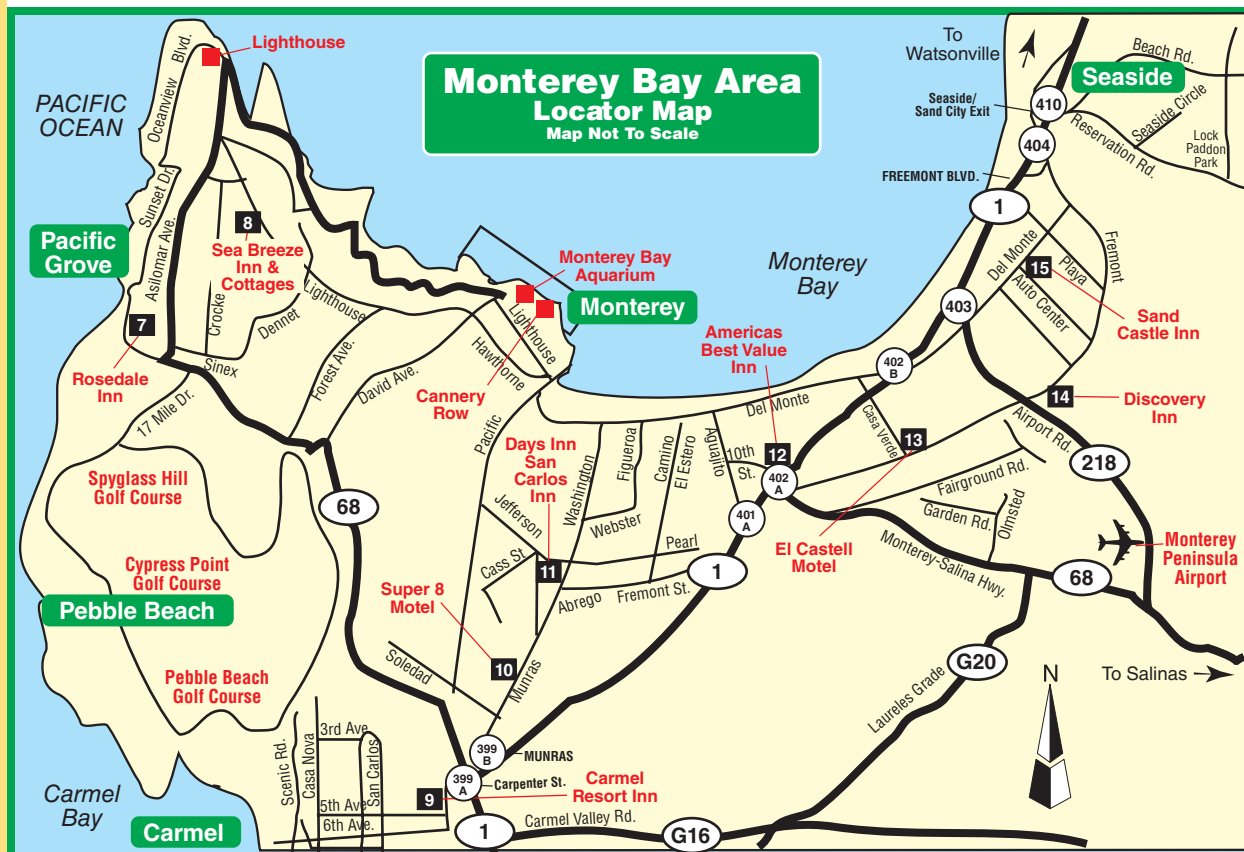 Monterey Bay Area
Locator Map
Map Not To Scale
Lighthouse
PACIFIC
OCEAN
Oceanview Blvd.
Sunset Dr.
Asilomar Ave.
Pacific
Grove
8
Sea Breeze
Inn &
Cottages
7
Rosedale
Inn
Crocke
Dennet
Sinex
Lighthouse
Forest Ave.
David Ave.
17 Mile Dr.
Monterey Bay
Aquarium
Monterey
Lighthouse
Hawthorne
Cannery
Row
Pacific
Monterey
Bay
To
Watsonville
Beach Rd.
Seaside
410
Seaside/
Sand City Exit
Seaside Circle
Reservation Rd.
Lock
Paddon
Park
404
FREEMONT BLVD.
1
Del Monte
Fremont
Playa
15
Auto Center
Sand
Castle Inn
403
Americas
Best Value
Inn
402
B
Del Monte
Casa Verde
14
Discovery
Inn
Airport Rd.
218
13
El Castell
Motel
12
10th
St.
402
A
Aguajito
401
A
Fairground Rd.
Garden Rd.
Olmsted
Monterey-Salina Hwy.
68
Monterey
Peninsula
Airport
Days Inn
San
Carlos
Inn
Washington
Figueroa
Camino
El Estero
Webster
Jefferson
Pearl
Cass St.
11
Abrego
Fremont St.
1
Super 8
Motel
10
Soledad
Munras
68
Spyglass Hill
Golf Course
Cypress Point
Golf Course
Pebble Beach
Pebble Beach
Golf Course
G20
Laureles Grade
To Salinas
N
399
B
MUNRAS
399
A
Carpenter St.
9
Carmel
Resort Inn
Scenic Rd.
Casa Nova
3rd Ave
San Carlos
5th Ave
6th Ave.
Carmel
Bay
Carmel
1
Carmel Valley Rd.
G16